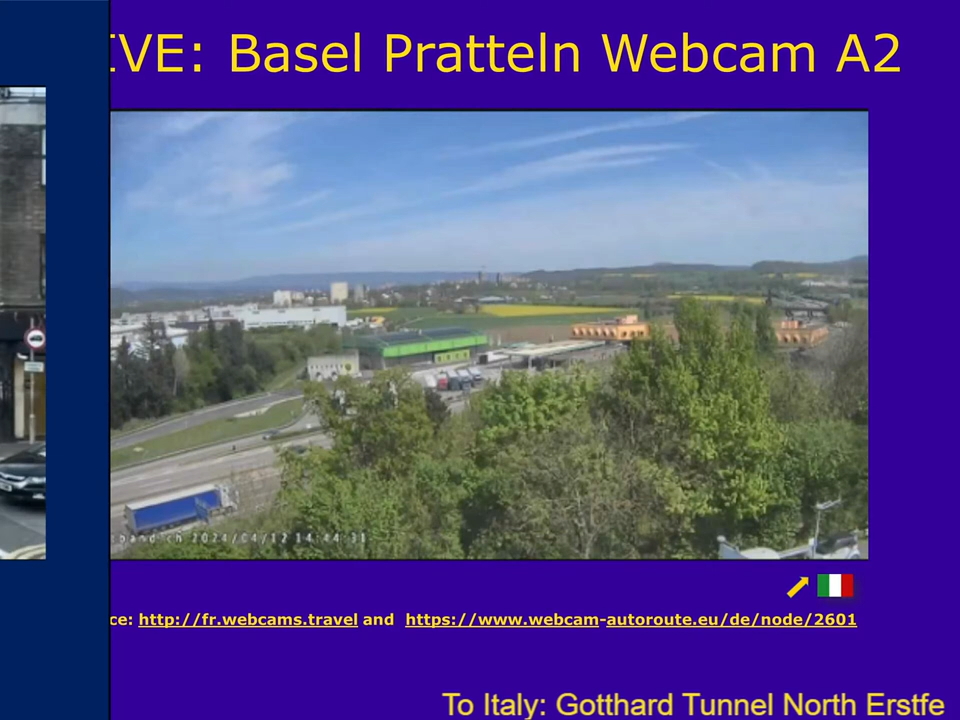 IVE: Basel Pratteln Webcam A2
2024/04/12 14:44:31
ce: http://fr.webcams.travel and https://www.webcam-autoroute.eu/de/node/2601
To Italy: Gotthard Tunnel North Erstfe